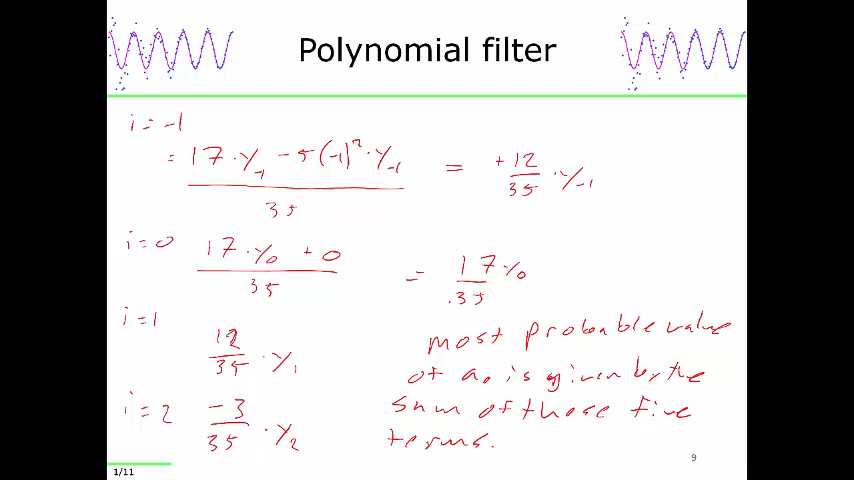 Polynomial filter
i = -1
= (17 · y₋₁ - 5(-1)² · y₋₁) / 35 = +12/35 · y₋₁
i = 0 (17 · y₀ + 0) / 35 = 17/35 y₀
i = 1
12/35 · y₁
i = 2 -3/35 · y₂
most probable value
of a₀ is given by the
sum of those five
terms.
9
1/11